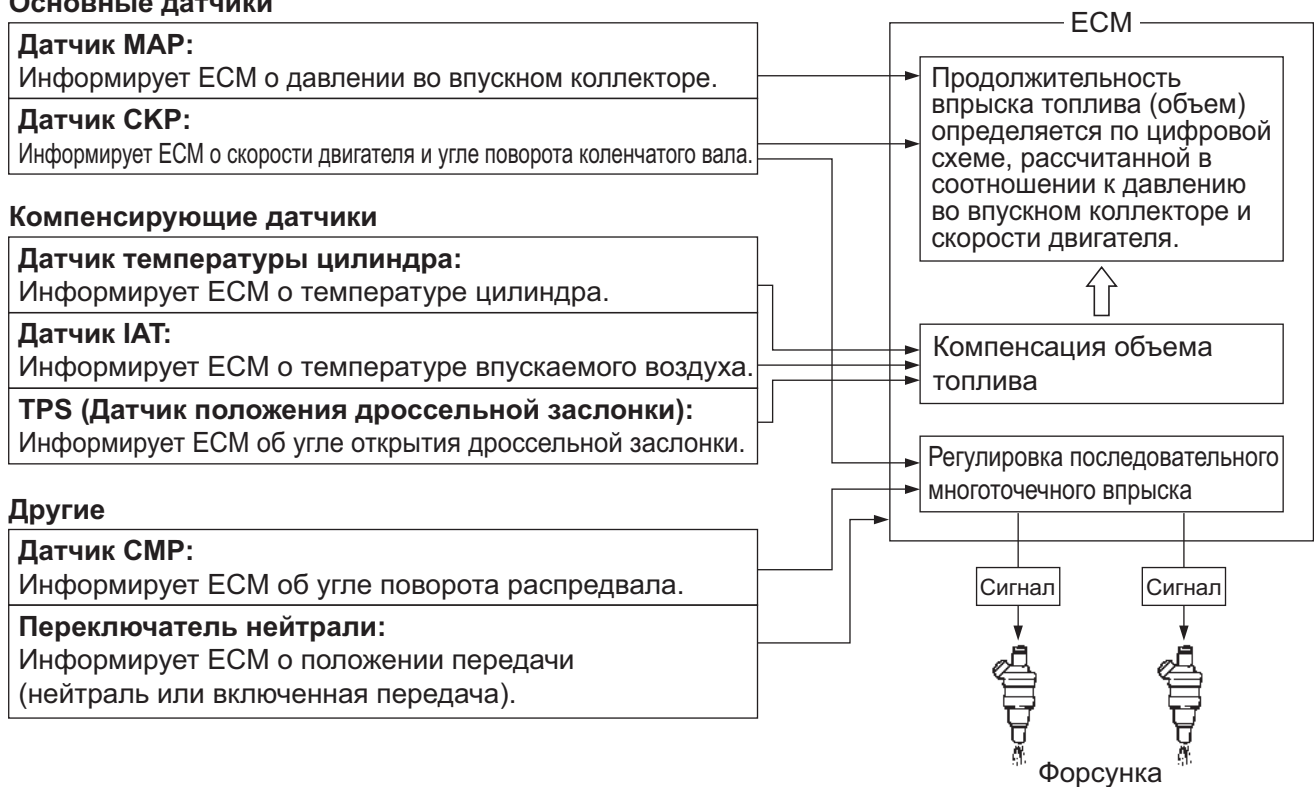 Основные датчики
Датчик MAP:
Информирует ECM о давлении во впускном коллекторе.
Датчик CKP:
Информирует ECM о скорости двигателя и угле поворота коленчатого вала.
Компенсирующие датчики
Датчик температуры цилиндра:
Информирует ECM о температуре цилиндра.
Датчик IAT:
Информирует ECM о температуре впускаемого воздуха.
TPS (Датчик положения дроссельной заслонки):
Информирует ECM об угле открытия дроссельной заслонки.
Другие
Датчик CMP:
Информирует ECM об угле поворота распредвала.
Переключатель нейтрали:
Информирует ECM о положении передачи
(нейтраль или включенная передача).
ECM
Продолжительность
впрыска топлива (объем)
определяется по цифровой
схеме, рассчитанной в
соотношении к давлению
во впускном коллекторе и
скорости двигателя.
Компенсация объема
топлива
Регулировка последовательного
многоточечного впрыска
Сигнал
Сигнал
Форсунка